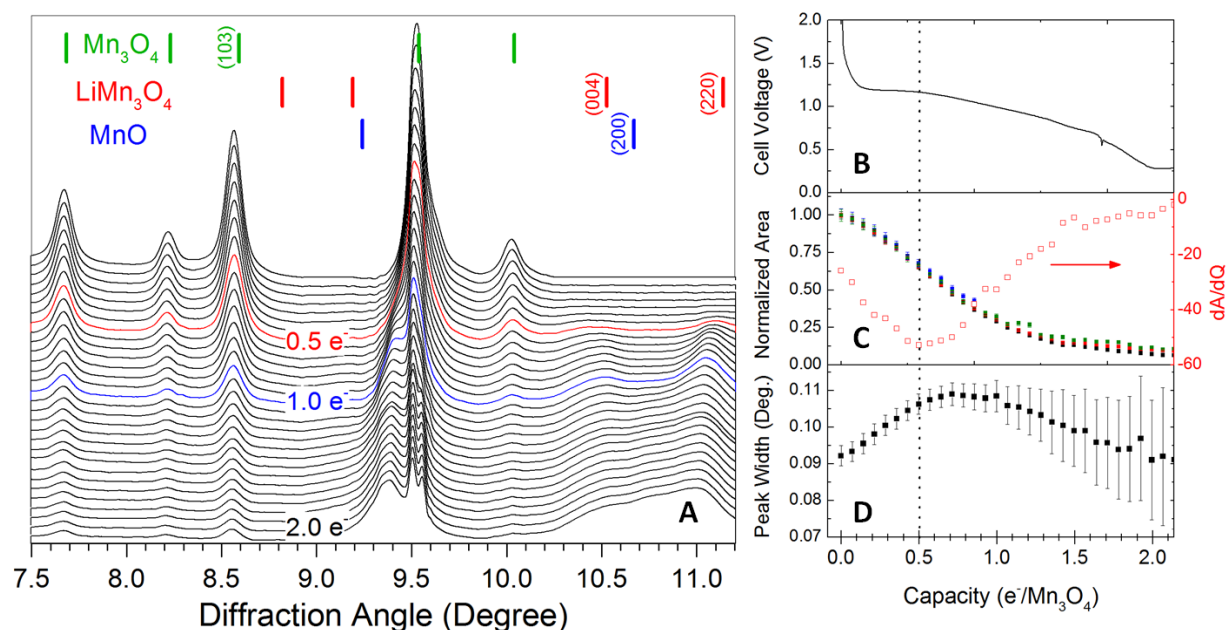 Mn₃O₄
(103)
LiMn₃O₄
(004)
(220)
MnO
(200)
0.5 e⁻
1.0 e⁻
2.0 e⁻
A
7.5 8.0 8.5 9.0 9.5 10.0 10.5 11.0
Diffraction Angle (Degree)
Cell Voltage (V)
2.0
1.5
1.0
0.5
0.0
B
Normalized Area
1.00
0.75
0.50
0.25
0.00
C
0
-20
-40
-60
dA/dQ
Peak Width (Deg.)
0.11
0.10
0.09
0.08
0.07
D
0.0 0.5 1.0 1.5 2.0
Capacity (e⁻/Mn₃O₄)